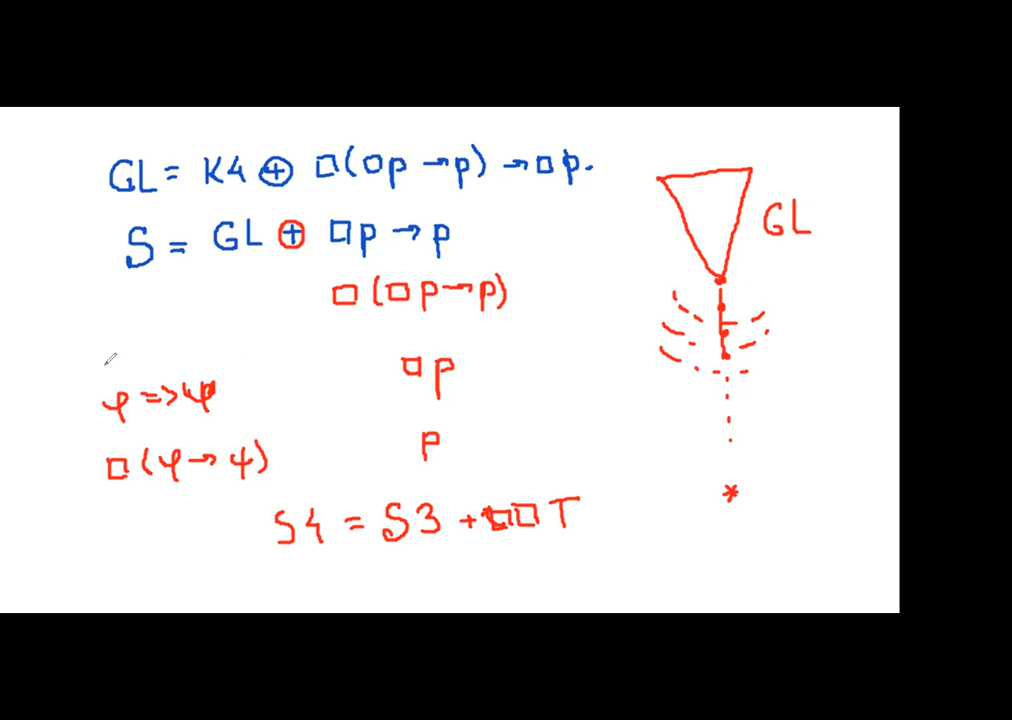 GL = K4 ⊕ □(□p → p) → □p.
S = GL ⊕ □p → p
□(□p → p)
GL
□p
φ => ψ
p
□(φ → ψ)
*
S4 = S3 + □□T